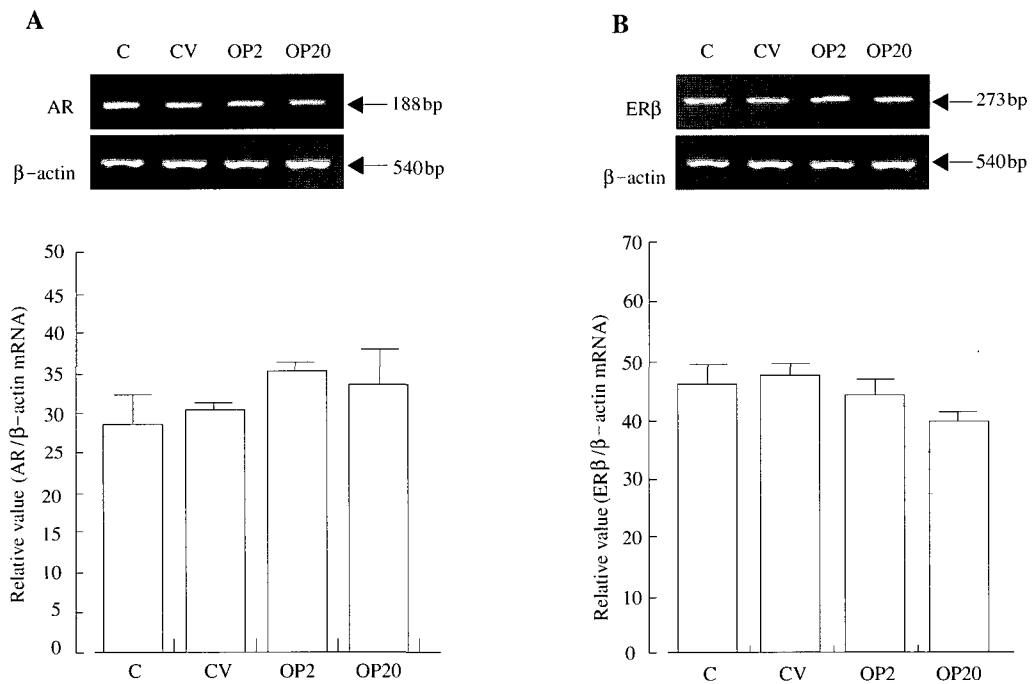 A
C CV OP2 OP20
AR
188bp
β-actin
540bp
50
45
40
35
30
25
20
35
15
10
5
0
Relative value (AR/β-actin mRNA)
C CV OP2 OP20
B
C CV OP2 OP20
ERβ
273bp
β-actin
540bp
70
60
50
40
30
20
10
0
Relative value (ERβ/β-actin mRNA)
C CV OP2 OP20